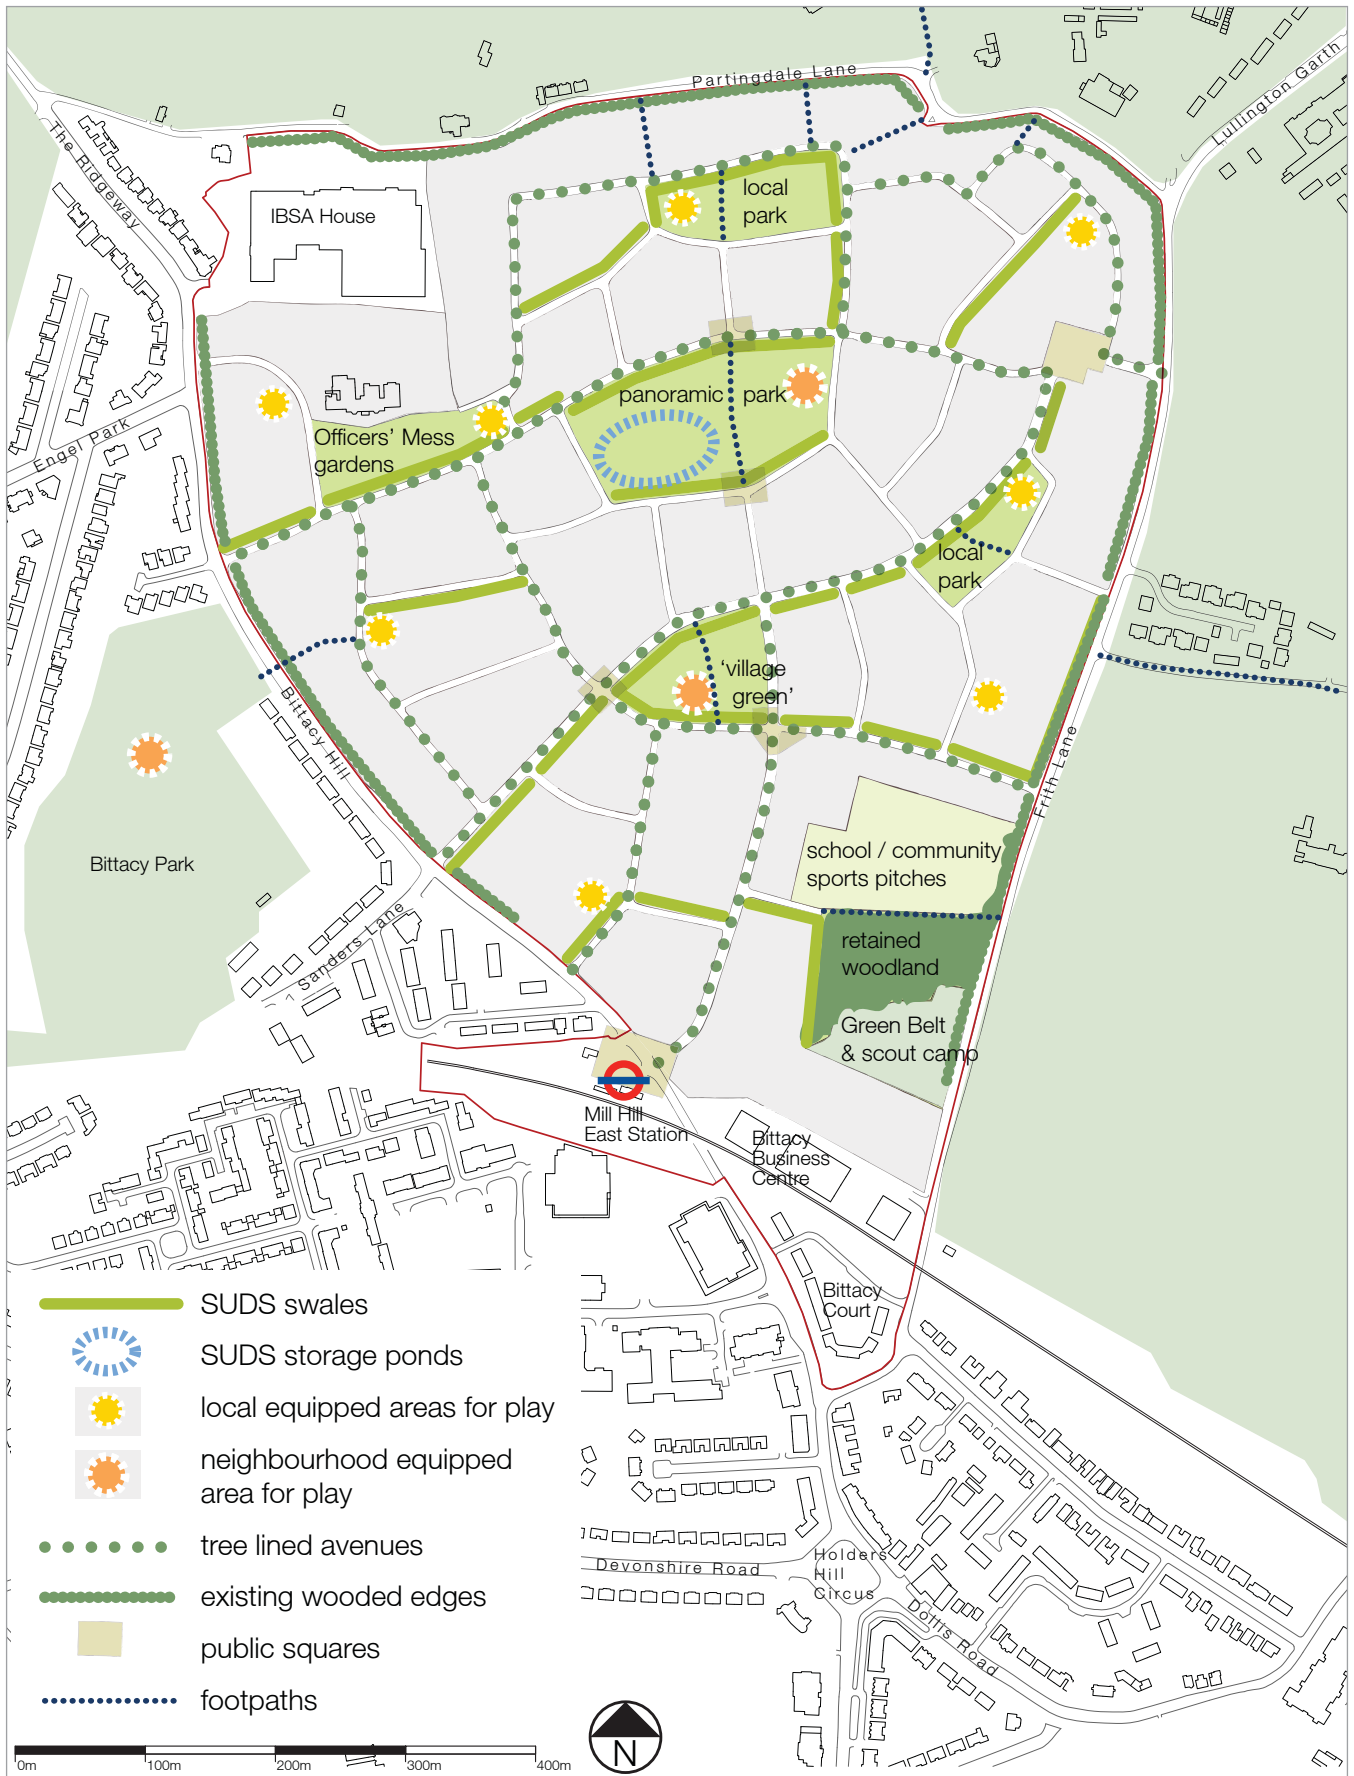 Partingdale Lane
Lullington Garth
The Ridgeway
IBSA House
local
park
panoramic park
Officers' Mess
gardens
Engel Park
local
park
'village
green'
Bittacy Hill
Frith Lane
Bittacy Park
school / community
sports pitches
Sanders Lane
retained
woodland
Green Belt
& scout camp
Mill Hill
East Station
Bittacy
Business
Centre
Bittacy
Court
SUDS swales
SUDS storage ponds
local equipped areas for play
neighbourhood equipped
area for play
tree lined avenues
existing wooded edges
public squares
footpaths
Devonshire Road
Holders
Hill
Circus
Dollis Road
N
0m 100m 200m 300m 400m